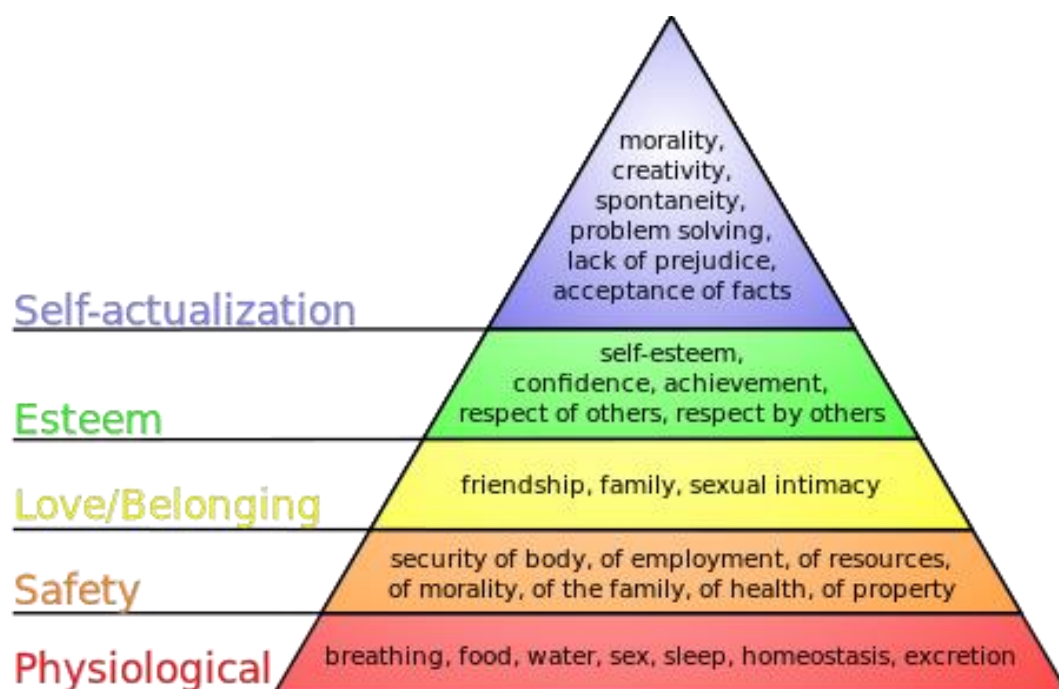 morality,
creativity,
spontaneity,
problem solving,
lack of prejudice,
acceptance of facts
Self-actualization
self-esteem,
confidence, achievement,
respect of others, respect by others
Esteem
friendship, family, sexual intimacy
Love/Belonging
security of body, of employment, of resources,
of morality, of the family, of health, of property
Safety
breathing, food, water, sex, sleep, homeostasis, excretion
Physiological